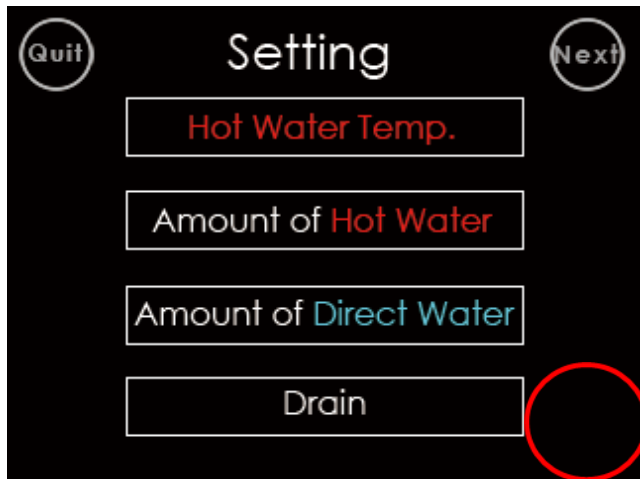 Quit Setting Next
Hot Water Temp.
Amount of Hot Water
Amount of Direct Water
Drain